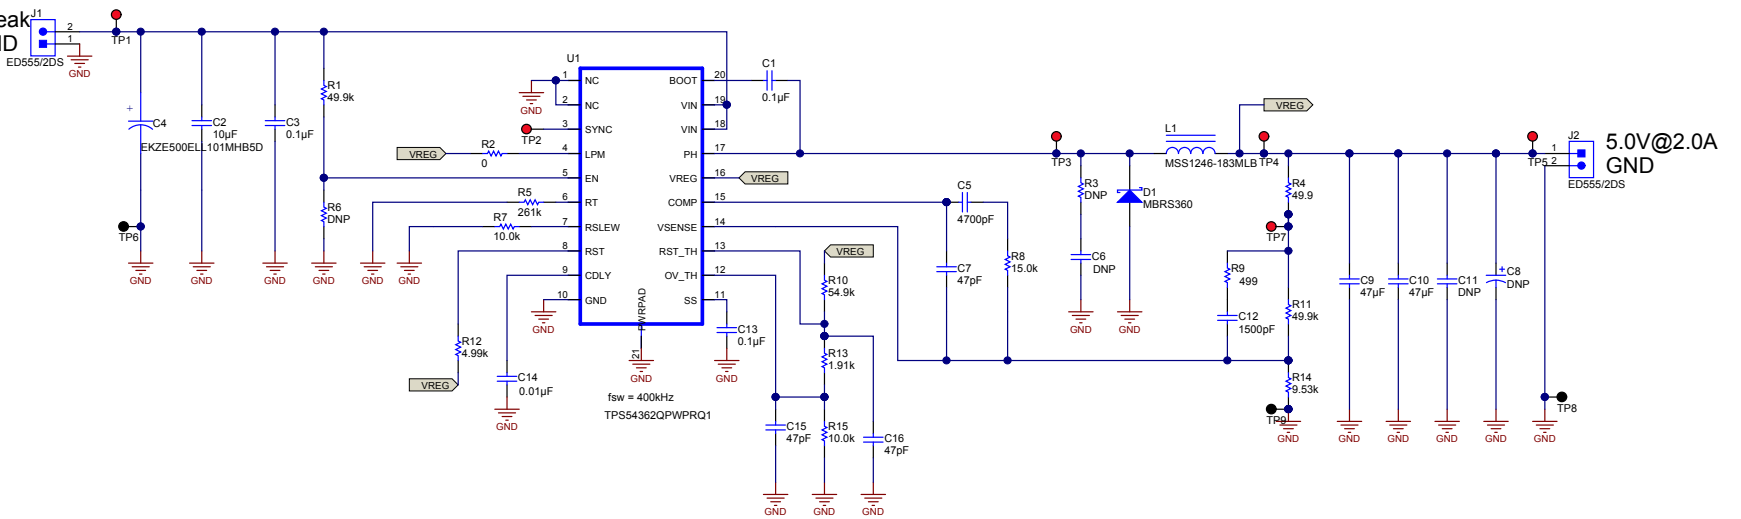 eak
ND
J1
2
1
ED555/2DS
GND
TP1
+
C4
EKZE500ELL101MHB5D
C2
10µF
C3
0.1µF
R1
49.9k
R6
DNP
TP6
GND
GND
GND
GND
GND
GND
U1
1 NC
2 NC
3 SYNC
4 LPM
5 EN
6 RT
7 RSLEW
8 RST
9 CDLY
10 GND
BOOT 20
VIN 19
VIN 18
PH 17
VREG 16
COMP 15
VSENSE 14
RST_TH 13
OV_TH 12
SS 11
PWRPAD
21
GND
GND
TP2
VREG
R2
0
R5
261k
R7
10.0k
R12
4.99k
VREG
C14
0.01µF
GND
GND
fsw = 400kHz
TPS54362QPWPRQ1
C1
0.1µF
VREG
C13
0.1µF
GND
VREG
R10
54.9k
R13
1.91k
R15
10.0k
C15
47pF
C16
47pF
GND
GND
GND
C5
4700pF
C7
47pF
R8
15.0k
TP3
R3
DNP
C6
DNP
GND
D1
MBRS360
GND
L1
MSS1246-183MLB
VREG
TP4
R4
49.9
TP7
R9
499
C12
1500pF
R11
49.9k
R14
9.53k
TP9
GND
C9
47µF
C10
47µF
C11
DNP
+
C8
DNP
GND
GND
GND
GND
TP5
J2
1
2
ED555/2DS
5.0V@2.0A
GND
TP8
GND